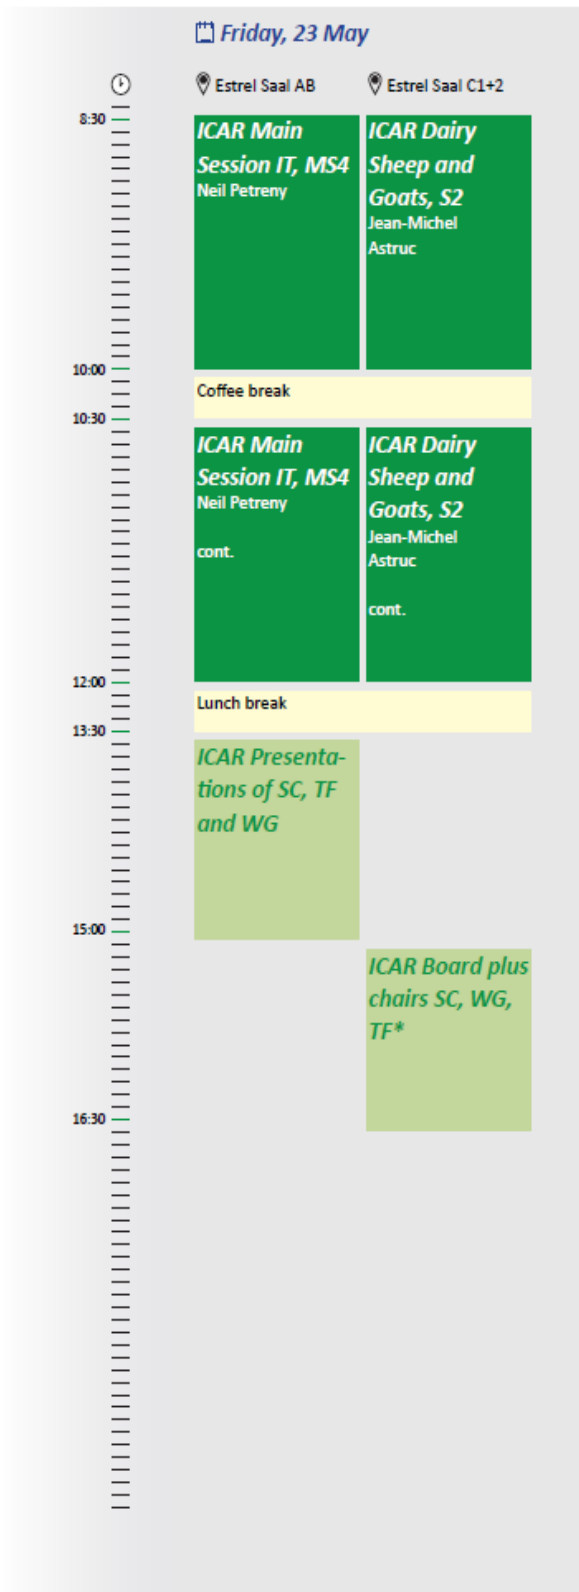 Friday, 23 May
Estrel Saal AB
Estrel Saal C1+2
8:30
ICAR Main
Session IT, MS4
Neil Petreny
ICAR Dairy
Sheep and
Goats, S2
Jean-Michel
Astruc
10:00
Coffee break
10:30
ICAR Main
Session IT, MS4
Neil Petreny
cont.
ICAR Dairy
Sheep and
Goats, S2
Jean-Michel
Astruc
cont.
12:00
Lunch break
13:30
ICAR Presenta-
tions of SC, TF
and WG
15:00
ICAR Board plus
chairs SC, WG,
TF*
16:30